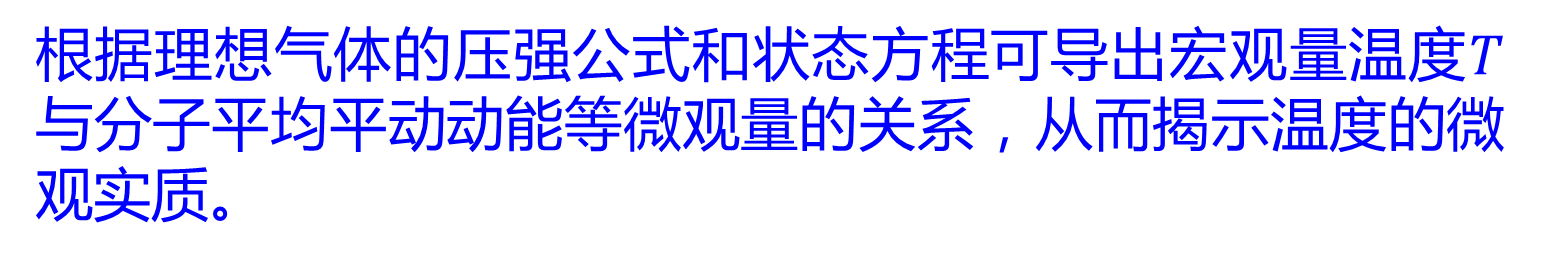 根据理想气体的压强公式和状态方程可导出宏观量温度T
与分子平均平动动能等微观量的关系，从而揭示温度的微
观实质。